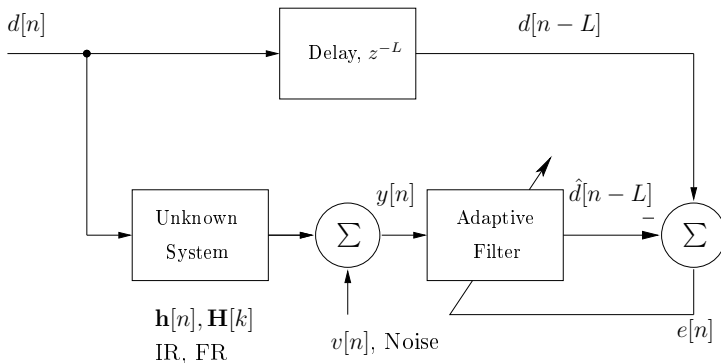 d[n]
Delay, z^{-L}
d[n − L]
Unknown
System
∑
y[n]
Adaptive
Filter
d̂[n − L]
−
∑
h[n], H[k]
IR, FR
v[n], Noise
e[n]